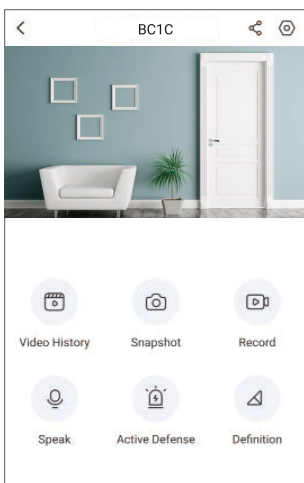 BC1C
Video History Snapshot Record
Speak Active Defense Definition